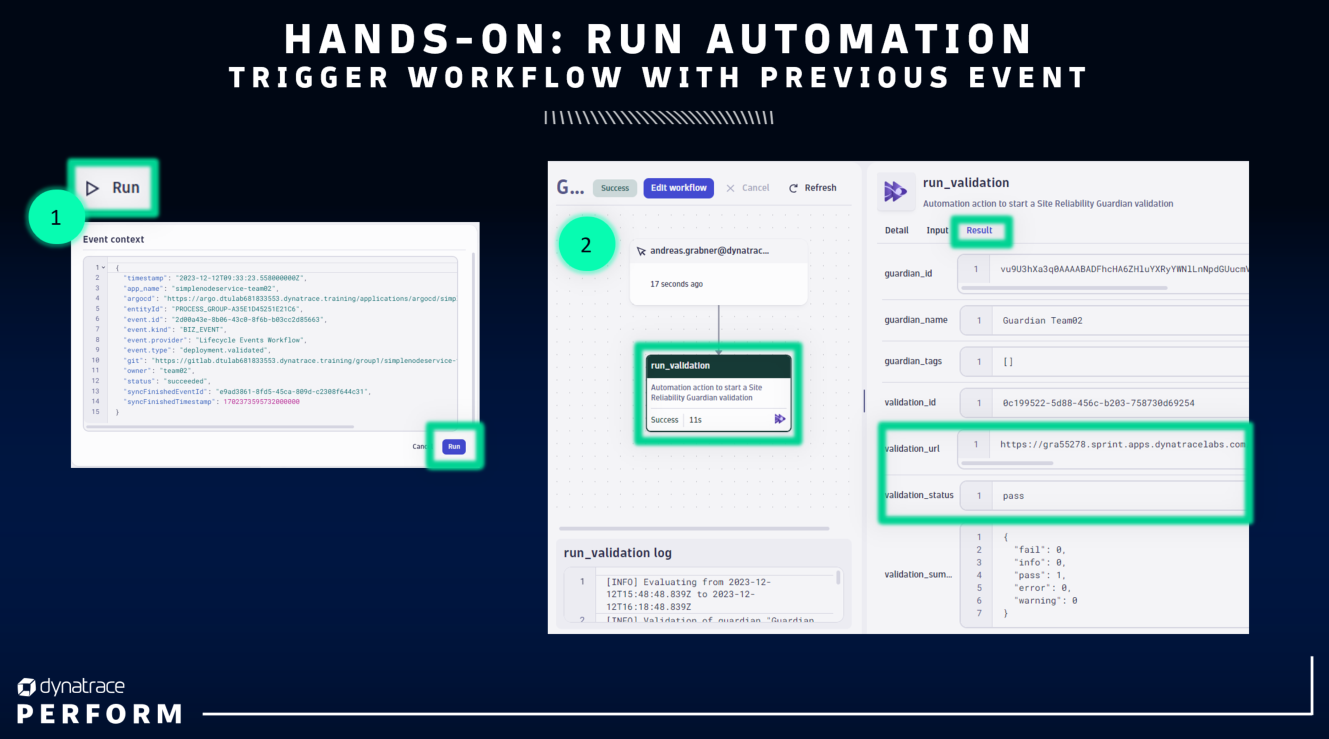 HANDS-ON: RUN AUTOMATION
TRIGGER WORKFLOW WITH PREVIOUS EVENT
1
Run
Event context
1 {
2 "timestamp": "2023-12-12T09:33:23.558000000Z",
3 "app_name": "simplenodeservice-team02",
4 "argocd": "https://argo.dtulab681833553.dynatrace.training/applications/argocd/simp
5 "entityId": "PROCESS_GROUP-A35E1D45251E21C6",
6 "event.id": "2d00a43e-8b06-43c0-8f6b-b03cc2d85663",
7 "event.kind": "BIZ_EVENT",
8 "event.provider": "Lifecycle Events Workflow",
9 "event.type": "deployment.validated",
10 "git": "https://gitlab.dtulab681833553.dynatrace.training/group1/simplenodeservice-
11 "owner": "team02",
12 "status": "succeeded",
13 "syncFinishedEventId": "e9ad3861-8fd5-45ca-809d-c2308f644c31",
14 "syncFinishedTimestamp": 1702373595732000000
15 }
Run
2
G... Success Edit workflow Cancel Refresh
andreas.grabner@dynatrac...
17 seconds ago
run_validation
Automation action to start a Site
Reliability Guardian validation
Success 11s
run_validation log
1 [INFO] Evaluating from 2023-12-
12T15:48:48.839Z to 2023-12-
12T16:18:48.839Z
2 [INFO] Validation of guardian "Guardian
run_validation
Automation action to start a Site Reliability Guardian validation
Detail Input Result
guardian_id 1 vu9U3hXa3q0AAAABADFhcHA6ZHluYXRyYWNlLnNpdGUucm
guardian_name 1 Guardian Team02
guardian_tags 1 []
validation_id 1 0c199522-5d88-456c-b203-758730d69254
validation_url 1 https://gra55278.sprint.apps.dynatracelabs.com
validation_status 1 pass
validation_sum...
1 {
2 "fail": 0,
3 "info": 0,
4 "pass": 1,
5 "error": 0,
6 "warning": 0
7 }
dynatrace
PERFORM